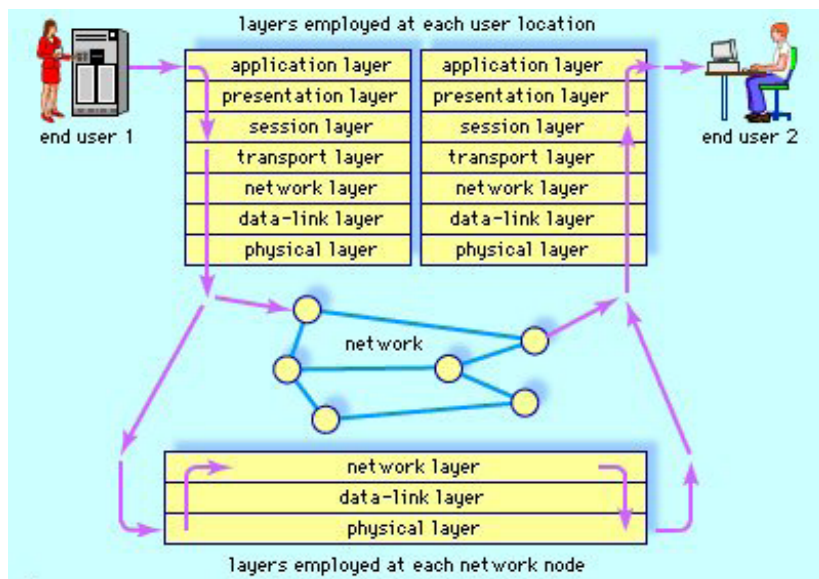 layers employed at each user location
end user 1
application layer
presentation layer
session layer
transport layer
network layer
data-link layer
physical layer
application layer
presentation layer
session layer
transport layer
network layer
data-link layer
physical layer
end user 2
network
network layer
data-link layer
physical layer
layers employed at each network node